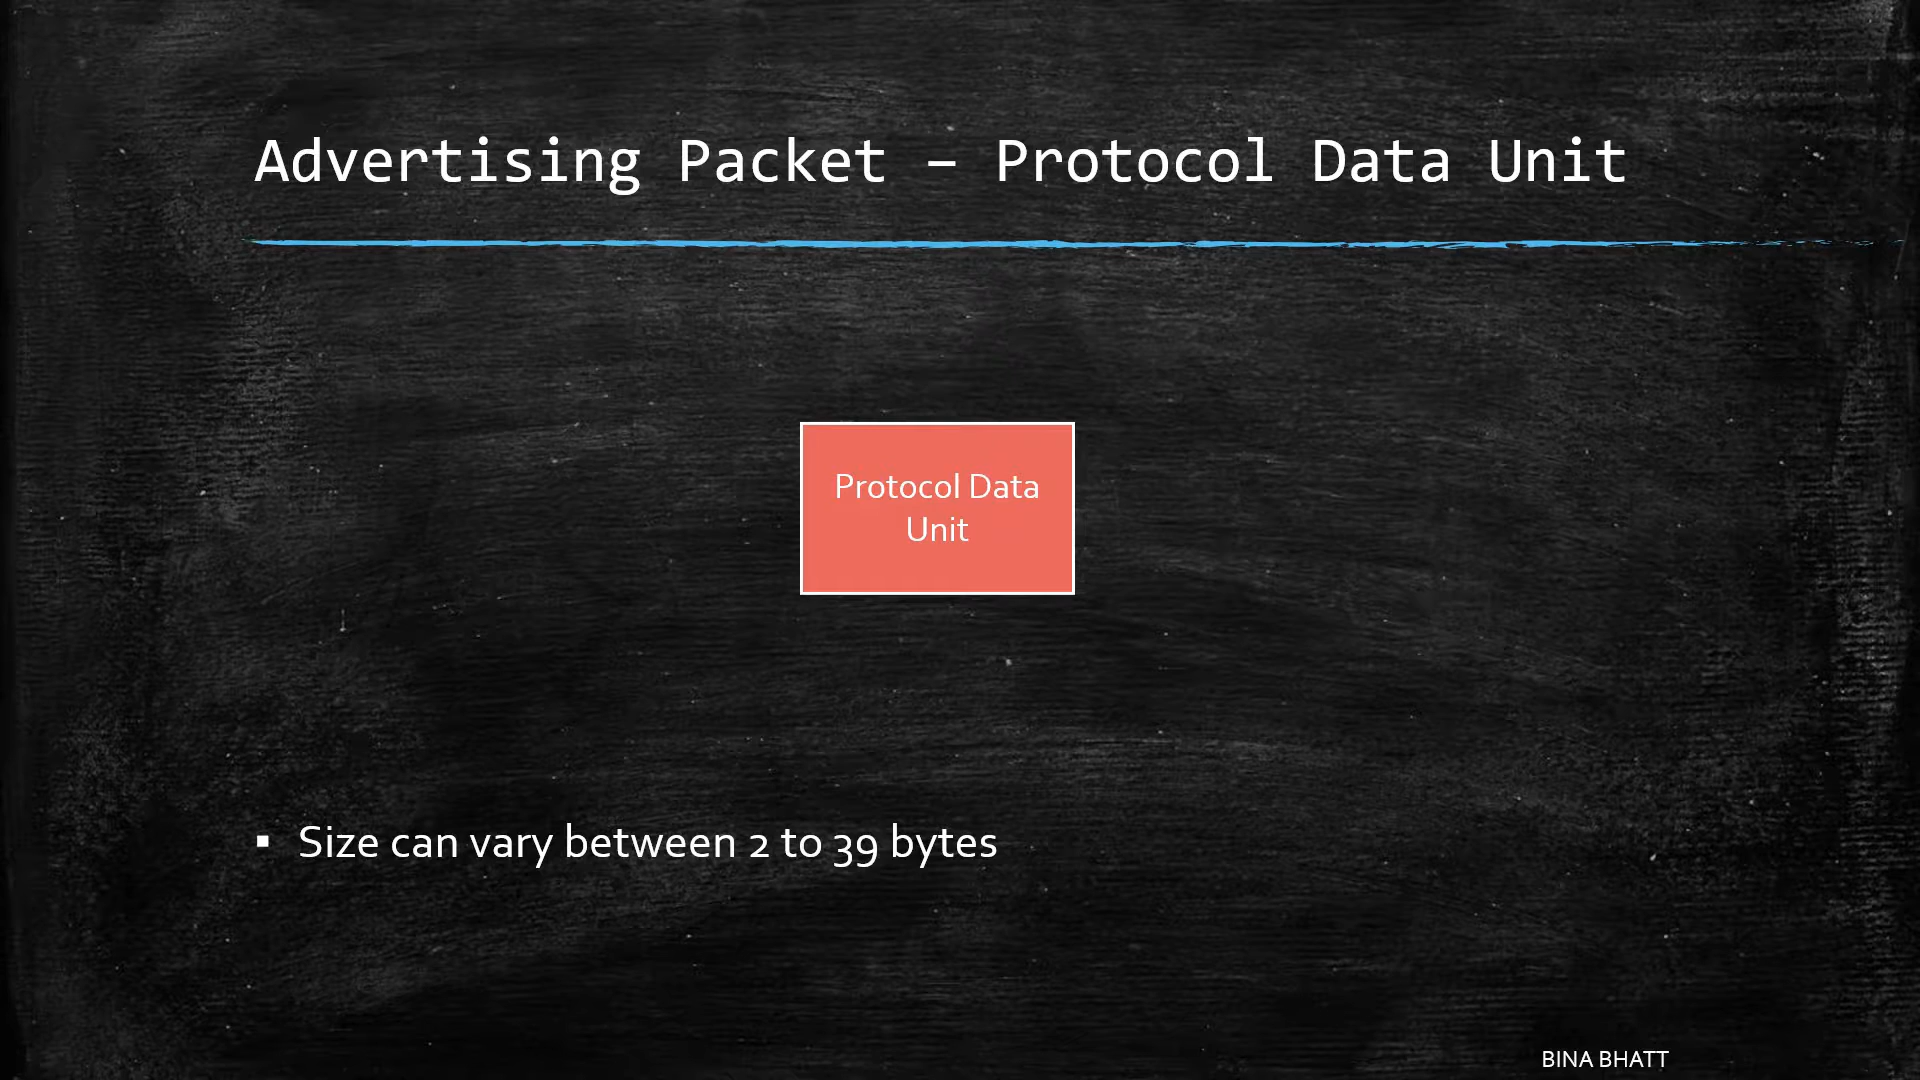 Advertising Packet – Protocol Data Unit
Protocol Data
Unit
▪ Size can vary between 2 to 39 bytes
BINA BHATT